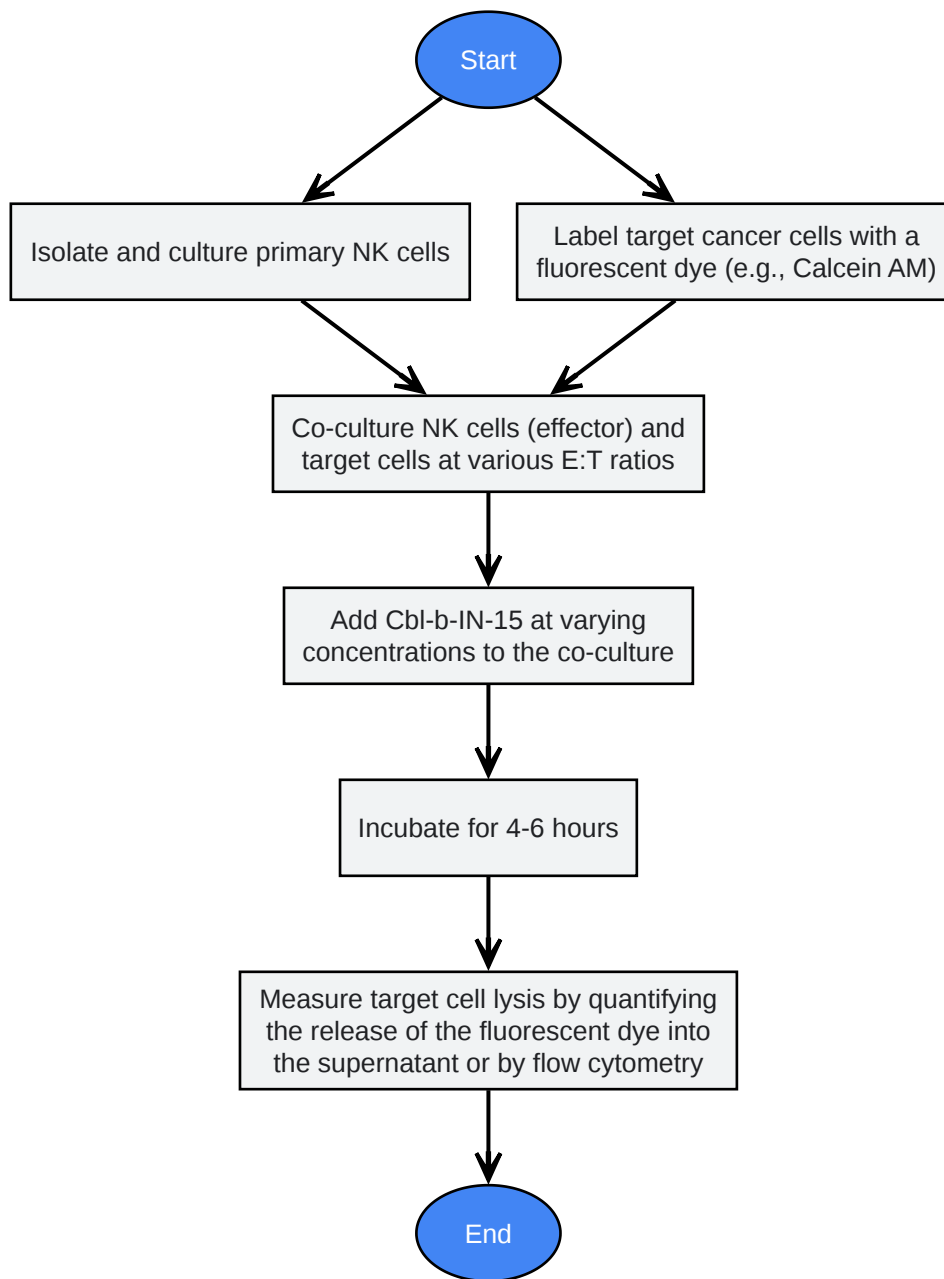 Start
Isolate and culture primary NK cells
Label target cancer cells with a
fluorescent dye (e.g., Calcein AM)
Co-culture NK cells (effector) and
target cells at various E:T ratios
Add Cbl-b-IN-15 at varying
concentrations to the co-culture
Incubate for 4-6 hours
Measure target cell lysis by quantifying
the release of the fluorescent dye into
the supernatant or by flow cytometry
End